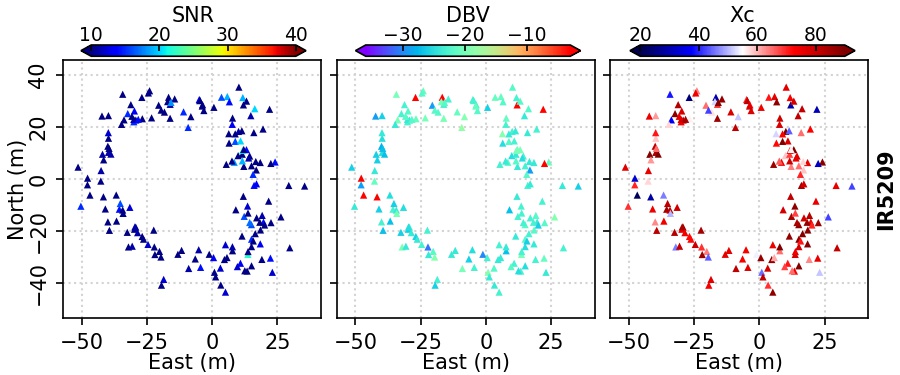 SNR DBV Xc
10 20 30 40 −30 −20 −10 20 40 60 80
40
20
0
−20
−40
North (m)
IR5209
−50 −25 0 25 −50 −25 0 25 −50 −25 0 25
East (m) East (m) East (m)